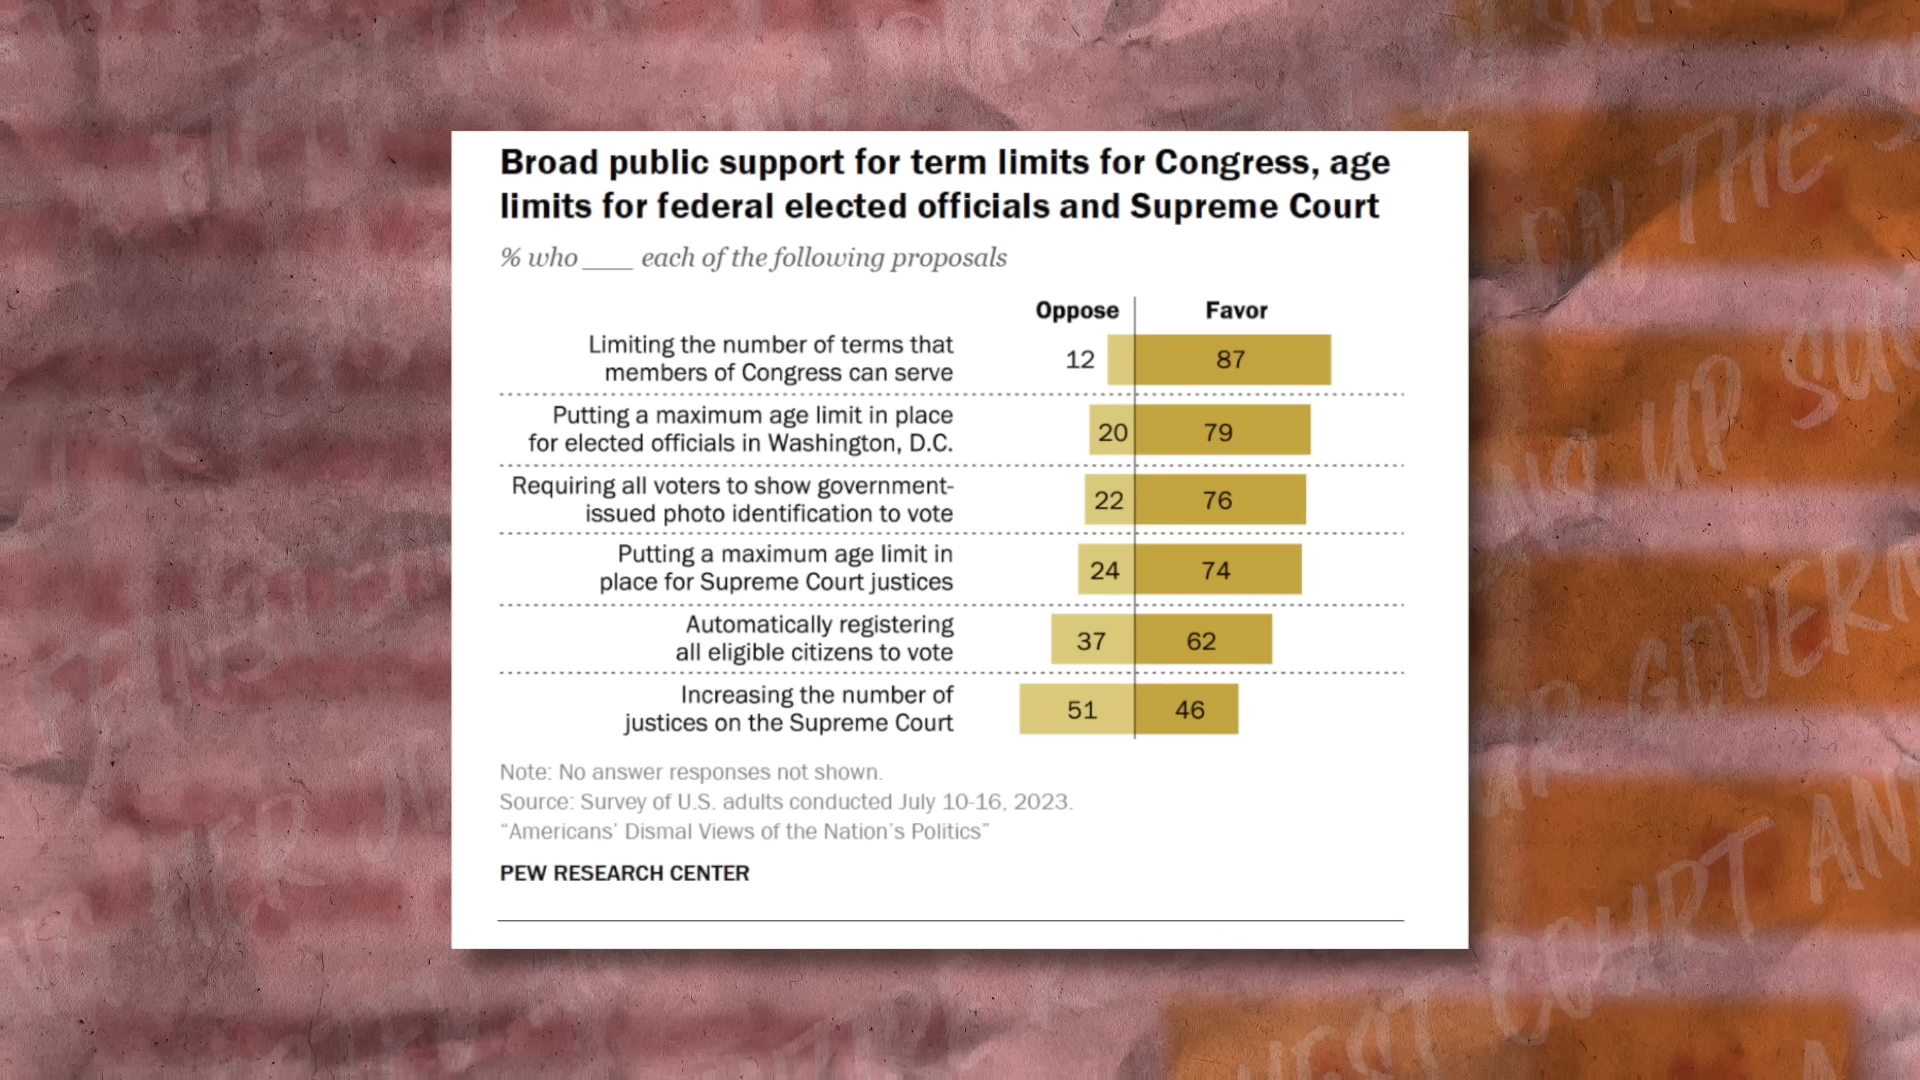 Broad public support for term limits for Congress, age
limits for federal elected officials and Supreme Court
% who ____ each of the following proposals
Oppose Favor
Limiting the number of terms that
members of Congress can serve
12 87
Putting a maximum age limit in place
for elected officials in Washington, D.C.
20 79
Requiring all voters to show government-
issued photo identification to vote
22 76
Putting a maximum age limit in
place for Supreme Court justices
24 74
Automatically registering
all eligible citizens to vote
37 62
Increasing the number of
justices on the Supreme Court
51 46
Note: No answer responses not shown.
Source: Survey of U.S. adults conducted July 10-16, 2023.
“Americans’ Dismal Views of the Nation’s Politics”
PEW RESEARCH CENTER
ON THE
UP
COURT